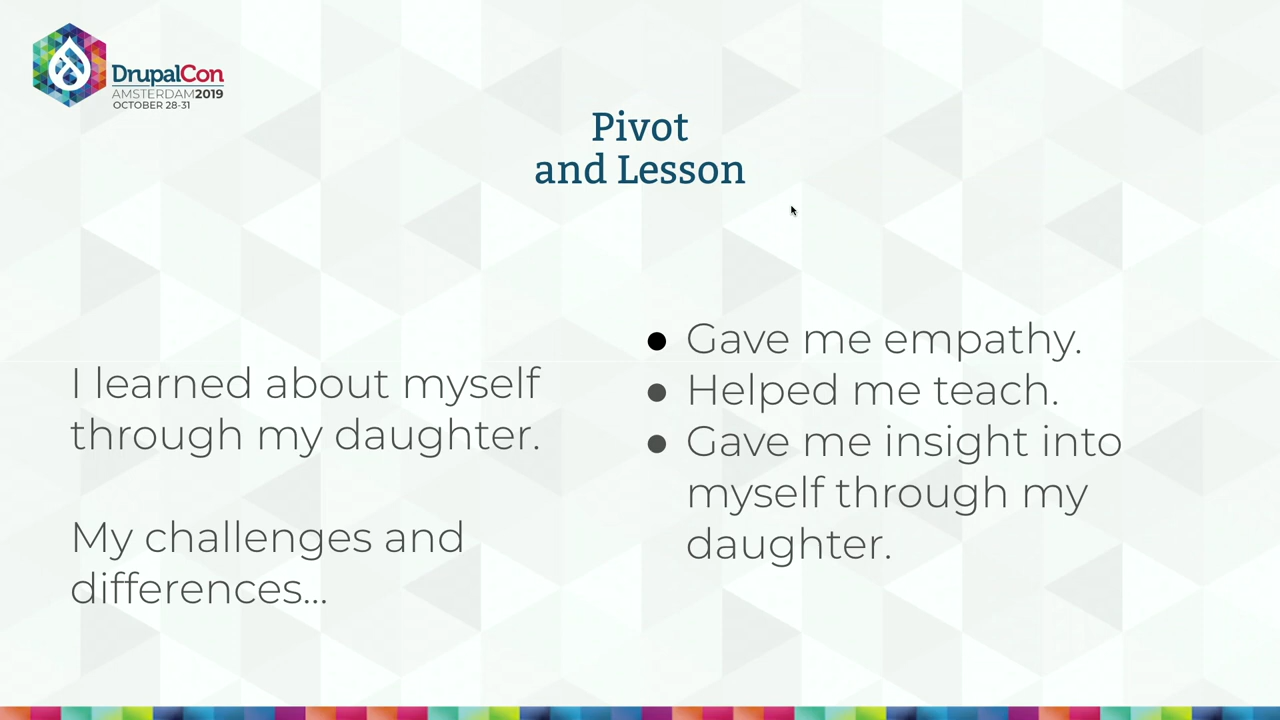 DrupalCon
AMSTERDAM2019
OCTOBER 28-31
Pivot
and Lesson
I learned about myself
through my daughter.
My challenges and
differences...
● Gave me empathy.
● Helped me teach.
● Gave me insight into
myself through my
daughter.